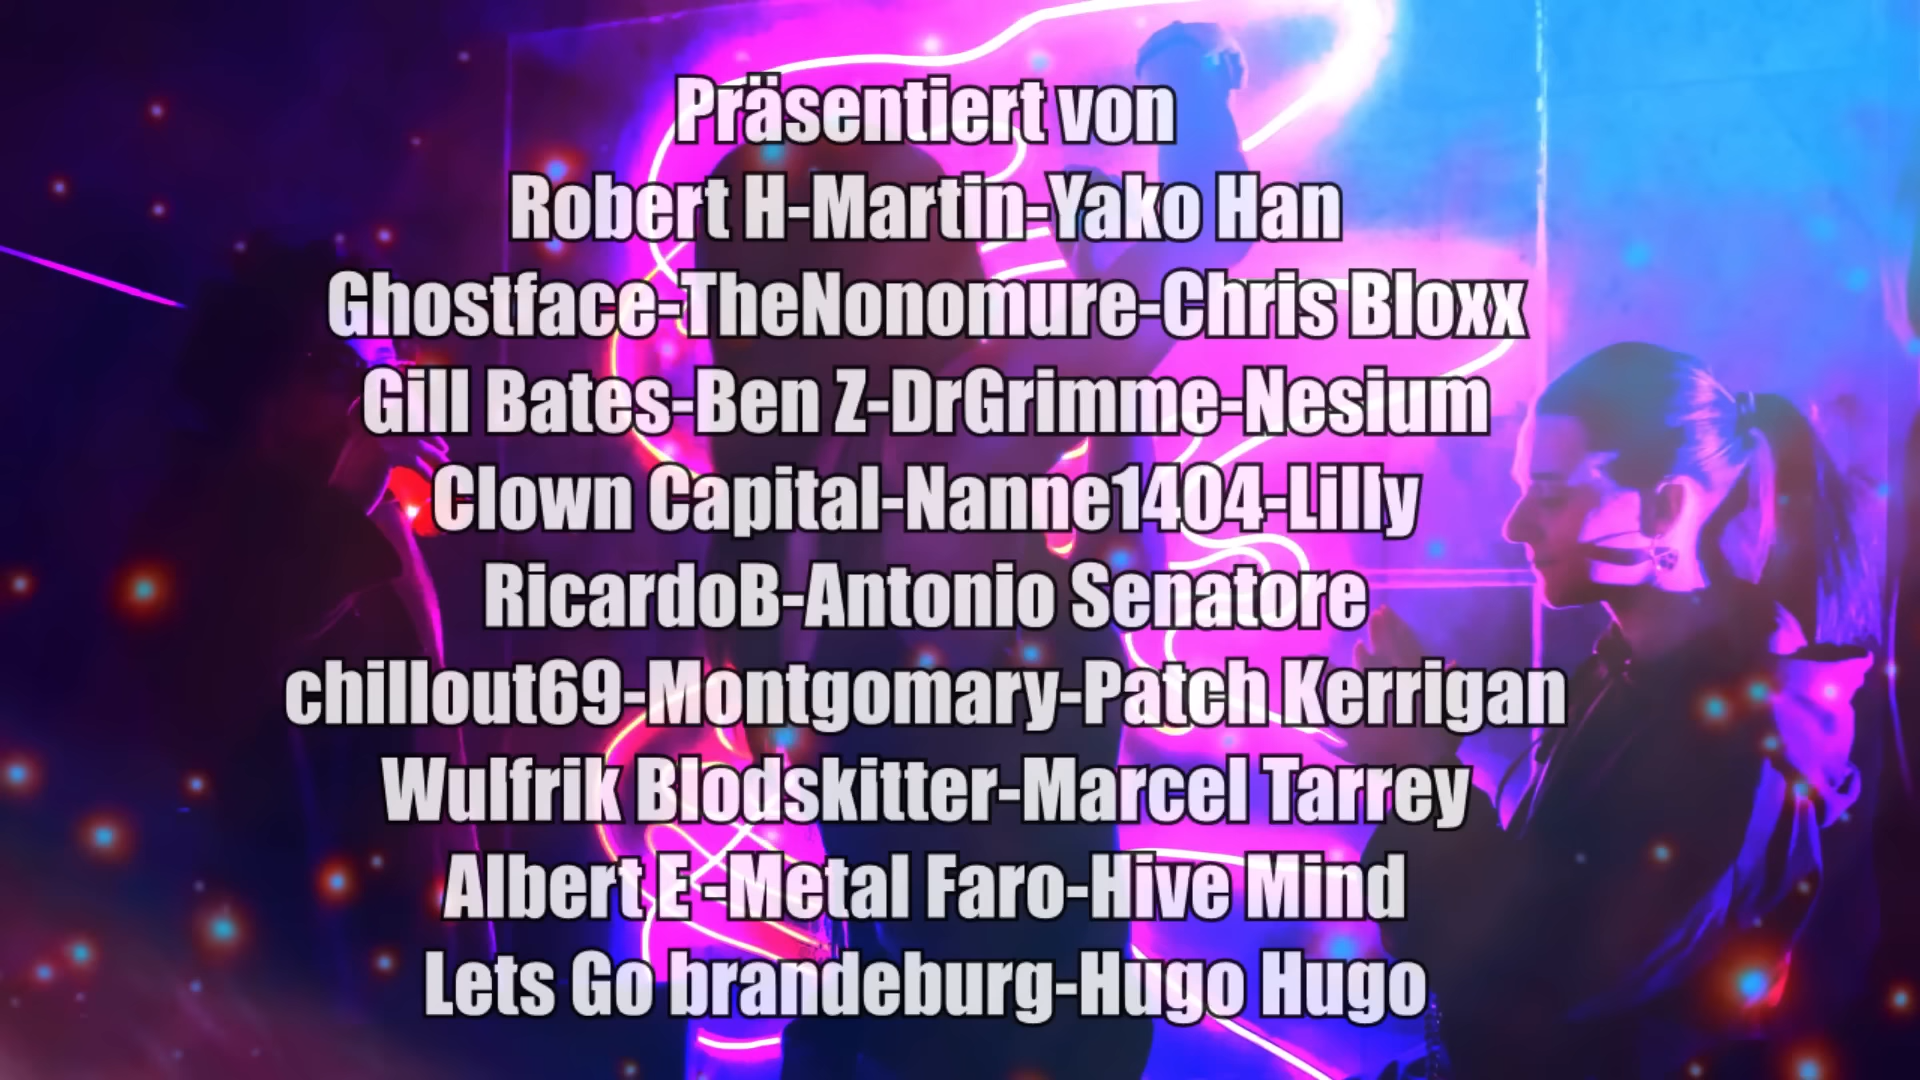 Präsentiert von
Robert H-Martin-Yako Han
Ghostface-TheNonomure-Chris Bloxx
Gill Bates-Ben Z-DrGrimme-Nesium
Clown Capital-Nanne1404-Lilly
RicardoB-Antonio Senatore
chillout69-Montgomary-Patch Kerrigan
Wulfrik Blodskitter-Marcel Tarrey
Albert E -Metal Faro-Hive Mind
Lets Go brandeburg-Hugo Hugo